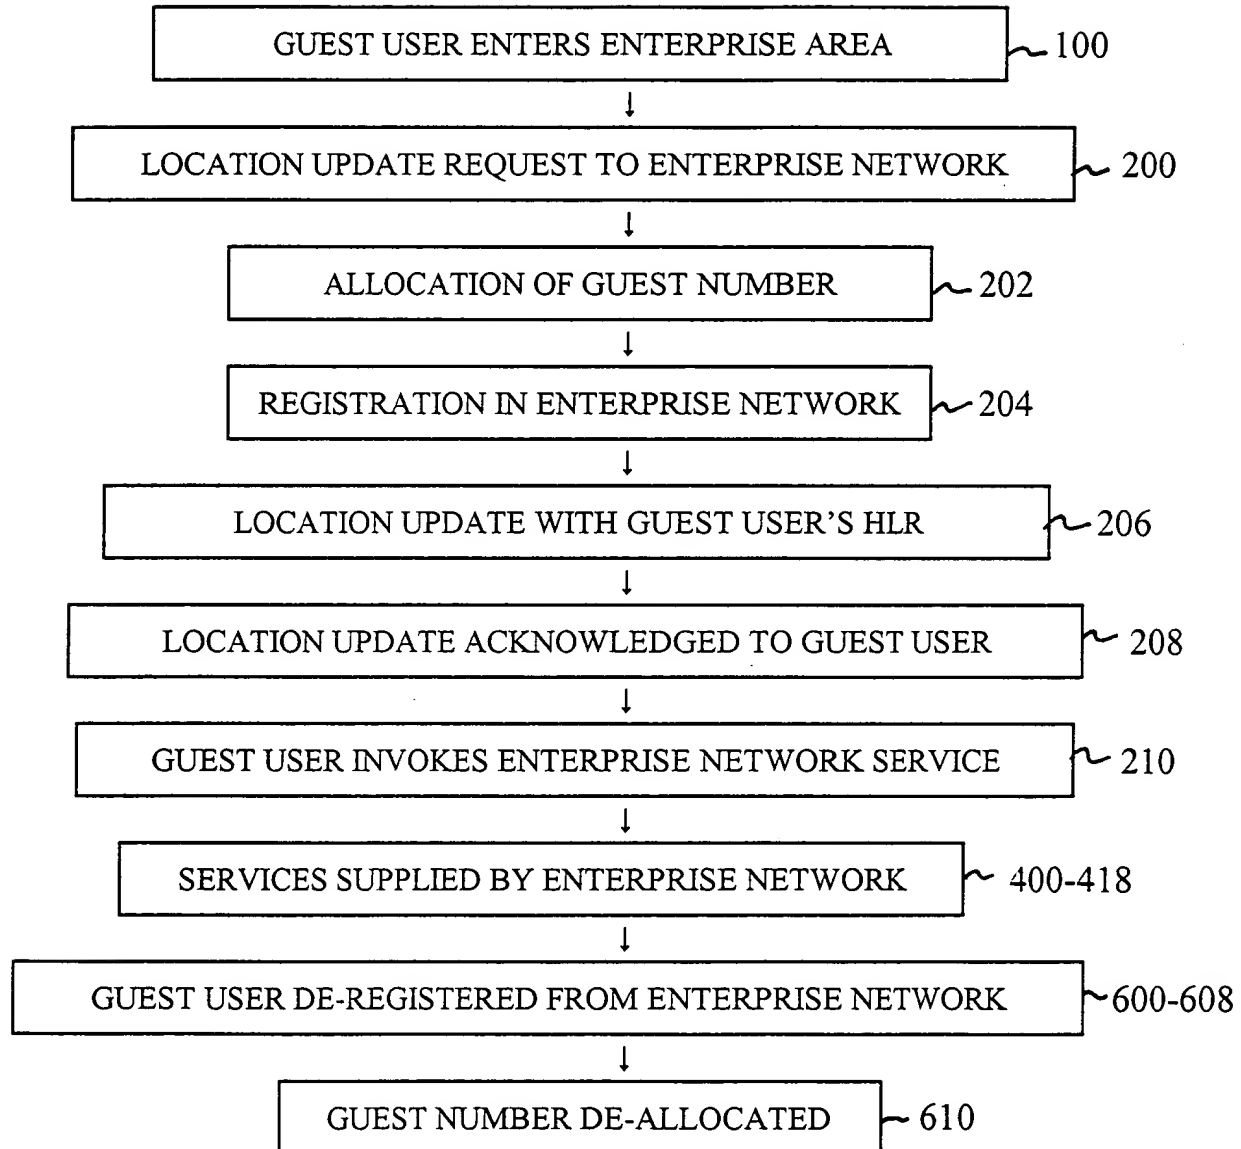 GUEST USER ENTERS ENTERPRISE AREA 100
LOCATION UPDATE REQUEST TO ENTERPRISE NETWORK 200
ALLOCATION OF GUEST NUMBER 202
REGISTRATION IN ENTERPRISE NETWORK 204
LOCATION UPDATE WITH GUEST USER'S HLR 206
LOCATION UPDATE ACKNOWLEDGED TO GUEST USER 208
GUEST USER INVOKES ENTERPRISE NETWORK SERVICE 210
SERVICES SUPPLIED BY ENTERPRISE NETWORK 400-418
GUEST USER DE-REGISTERED FROM ENTERPRISE NETWORK 600-608
GUEST NUMBER DE-ALLOCATED 610